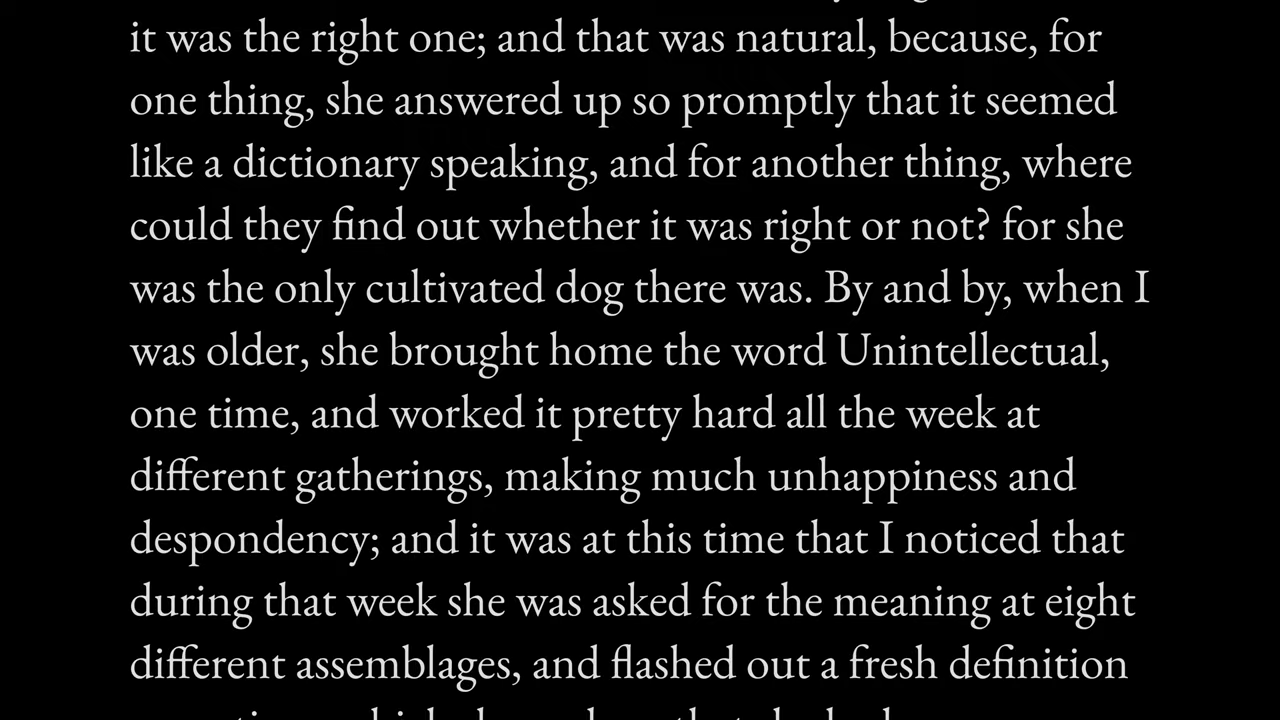 it was the right one; and that was natural, because, for
one thing, she answered up so promptly that it seemed
like a dictionary speaking, and for another thing, where
could they find out whether it was right or not? for she
was the only cultivated dog there was. By and by, when I
was older, she brought home the word Unintellectual,
one time, and worked it pretty hard all the week at
different gatherings, making much unhappiness and
despondency; and it was at this time that I noticed that
during that week she was asked for the meaning at eight
different assemblages, and flashed out a fresh definition